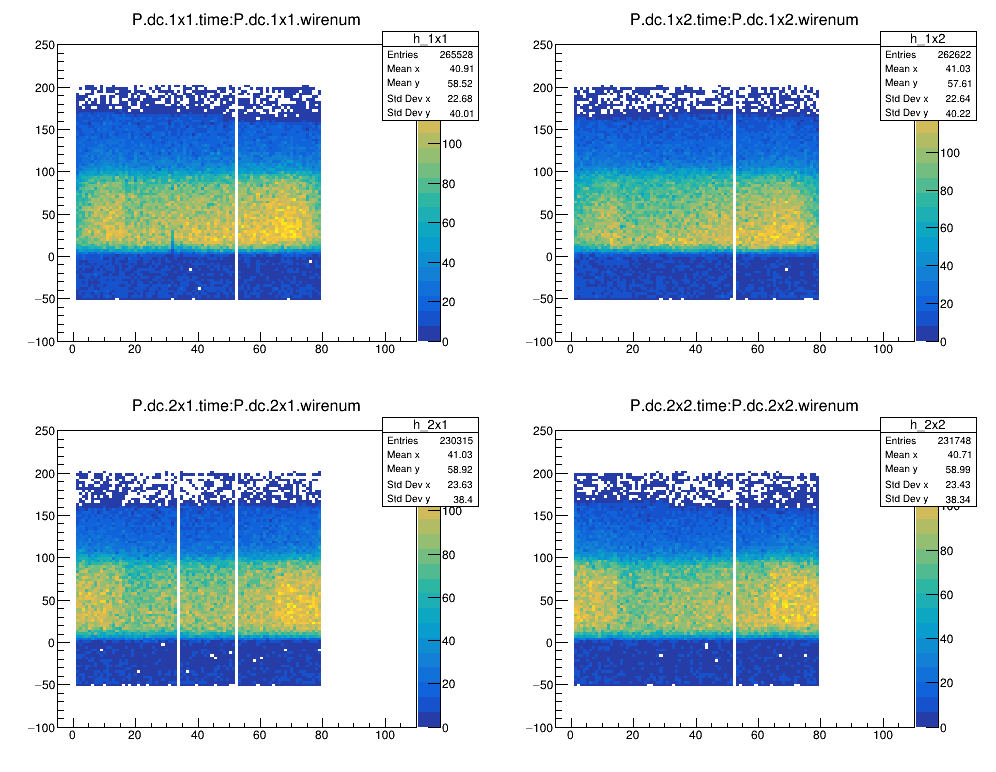 P.dc.1x1.time:P.dc.1x1.wirenum
h_1x1
Entries 265528
Mean x 40.91
Mean y 58.52
Std Dev x 22.68
Std Dev y 40.01
250
200
150
100
50
0
−50
−100
0 20 40 60 80 100
100
80
60
40
20
0
P.dc.1x2.time:P.dc.1x2.wirenum
h_1x2
Entries 262622
Mean x 41.03
Mean y 57.61
Std Dev x 22.64
Std Dev y 40.22
250
200
150
100
50
0
−50
−100
0 20 40 60 80 100
100
80
60
40
20
0
P.dc.2x1.time:P.dc.2x1.wirenum
h_2x1
Entries 230315
Mean x 41.03
Mean y 58.92
Std Dev x 23.63
Std Dev y 38.4
250
200
150
100
50
0
−50
−100
0 20 40 60 80 100
100
80
60
40
20
0
P.dc.2x2.time:P.dc.2x2.wirenum
h_2x2
Entries 231748
Mean x 40.71
Mean y 58.99
Std Dev x 23.43
Std Dev y 38.34
250
200
150
100
50
0
−50
−100
0 20 40 60 80 100
100
80
60
40
20
0